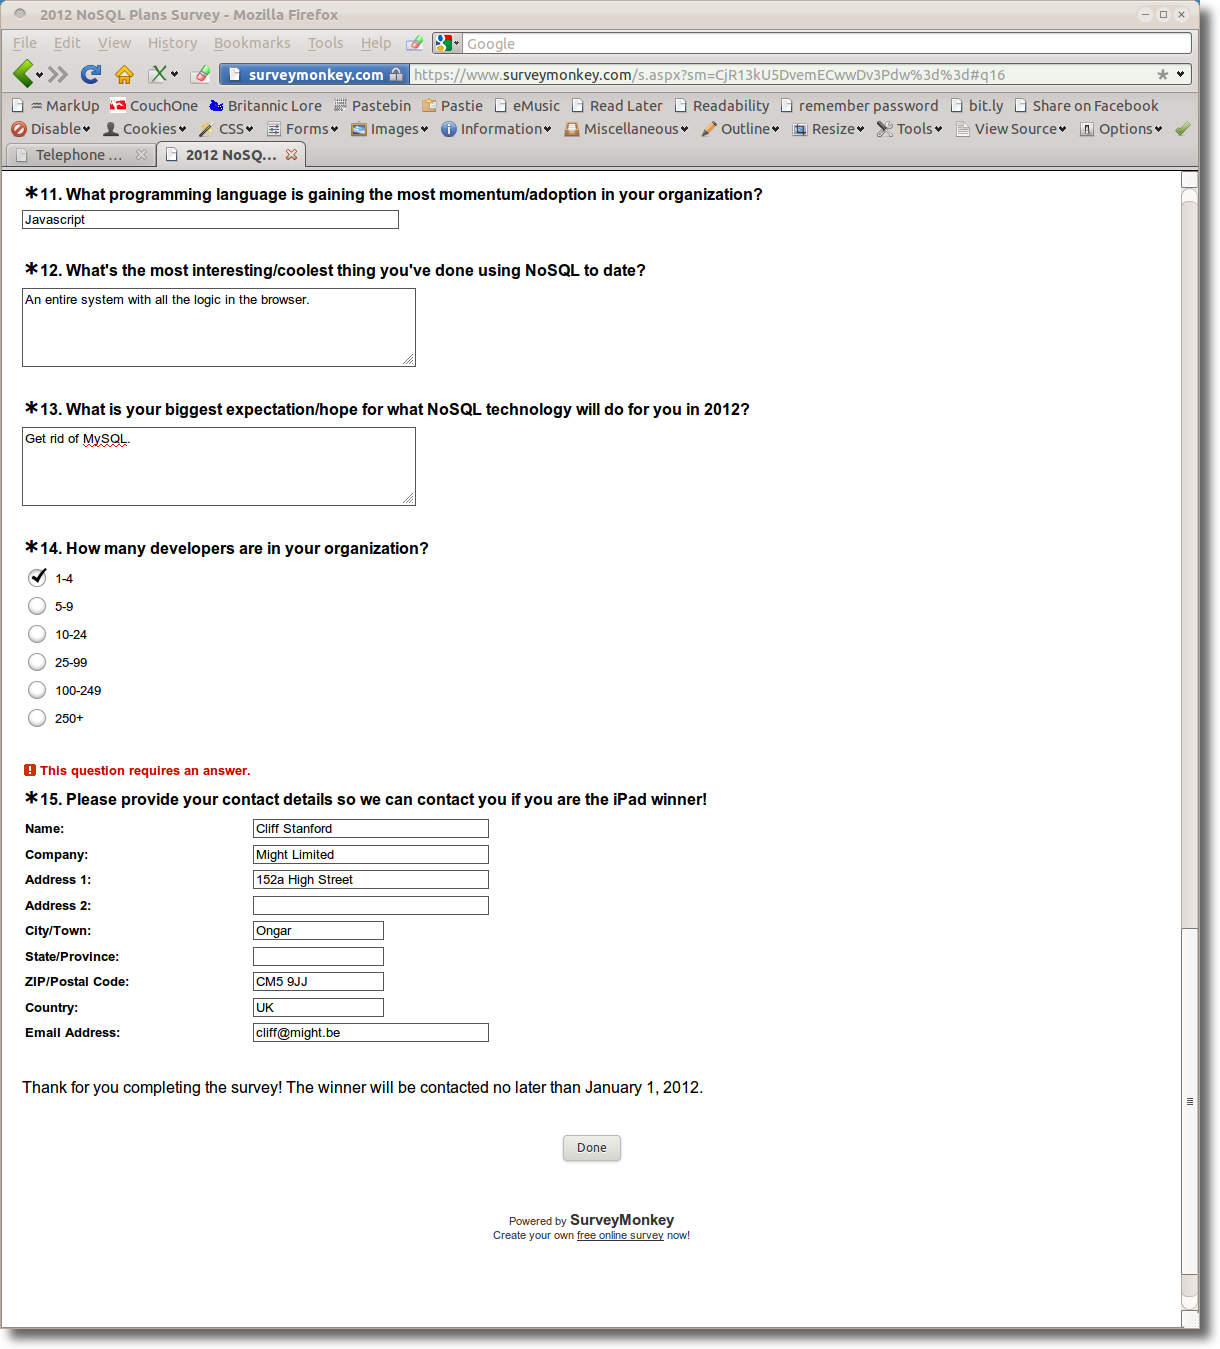 2012 NoSQL Plans Survey - Mozilla Firefox
File Edit View History Bookmarks Tools Help Google
surveymonkey.com https://www.surveymonkey.com/s.aspx?sm=CjR13kU5DvemECwwDv3Pdw%3d%3d#q16
MarkUp CouchOne Britannic Lore Pastebin Pastie eMusic Read Later Readability remember password bit.ly Share on Facebook
Disable Cookies CSS Forms Images Information Miscellaneous Outline Resize Tools View Source Options
Telephone ... 2012 NoSQ...
*11. What programming language is gaining the most momentum/adoption in your organization?
Javascript
*12. What's the most interesting/coolest thing you've done using NoSQL to date?
An entire system with all the logic in the browser.
*13. What is your biggest expectation/hope for what NoSQL technology will do for you in 2012?
Get rid of MySQL.
*14. How many developers are in your organization?
1-4
5-9
10-24
25-99
100-249
250+
This question requires an answer.
*15. Please provide your contact details so we can contact you if you are the iPad winner!
Name: Cliff Stanford
Company: Might Limited
Address 1: 152a High Street
Address 2:
City/Town: Ongar
State/Province:
ZIP/Postal Code: CM5 9JJ
Country: UK
Email Address: cliff@might.be
Thank for you completing the survey! The winner will be contacted no later than January 1, 2012.
Done
Powered by SurveyMonkey
Create your own free online survey now!